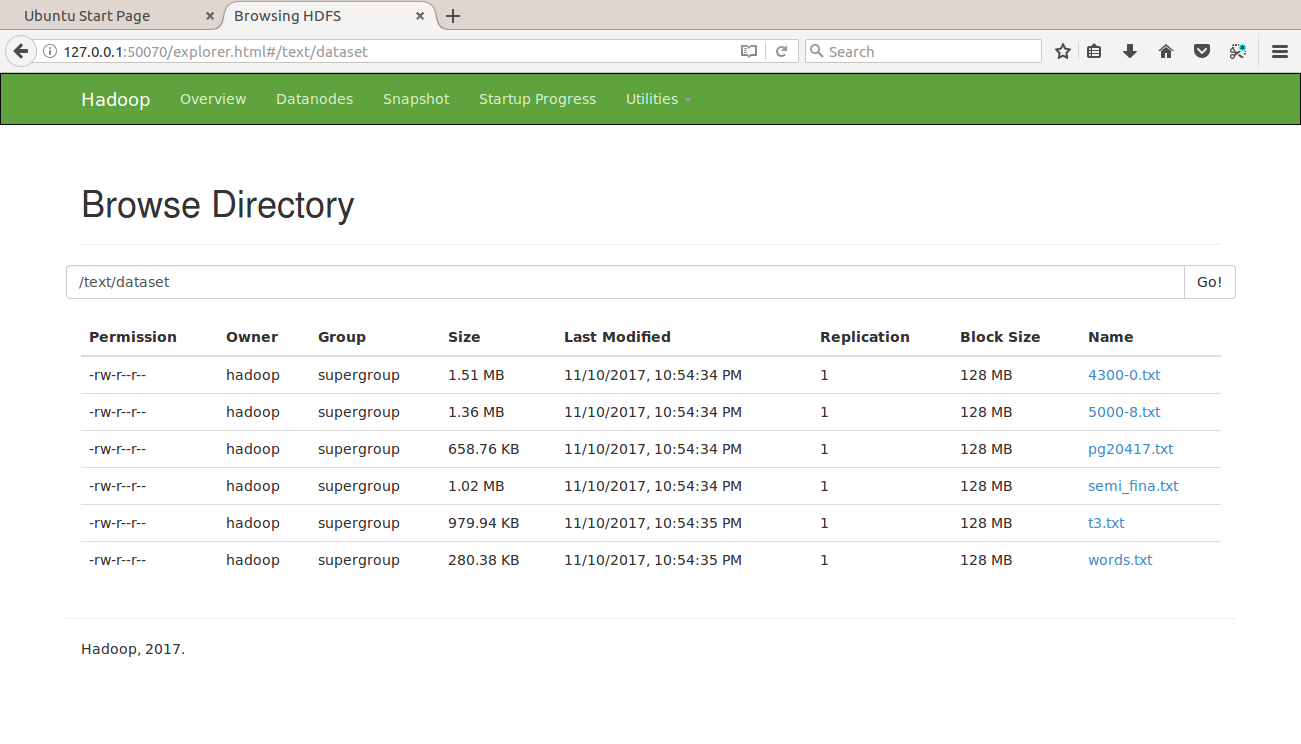 Ubuntu Start Page × Browsing HDFS × +
127.0.0.1:50070/explorer.html#/text/dataset Search
Hadoop Overview Datanodes Snapshot Startup Progress Utilities
Browse Directory
/text/dataset Go!
Permission Owner Group Size Last Modified Replication Block Size Name
-rw-r--r-- hadoop supergroup 1.51 MB 11/10/2017, 10:54:34 PM 1 128 MB 4300-0.txt
-rw-r--r-- hadoop supergroup 1.36 MB 11/10/2017, 10:54:34 PM 1 128 MB 5000-8.txt
-rw-r--r-- hadoop supergroup 658.76 KB 11/10/2017, 10:54:34 PM 1 128 MB pg20417.txt
-rw-r--r-- hadoop supergroup 1.02 MB 11/10/2017, 10:54:34 PM 1 128 MB semi_fina.txt
-rw-r--r-- hadoop supergroup 979.94 KB 11/10/2017, 10:54:35 PM 1 128 MB t3.txt
-rw-r--r-- hadoop supergroup 280.38 KB 11/10/2017, 10:54:35 PM 1 128 MB words.txt
Hadoop, 2017.